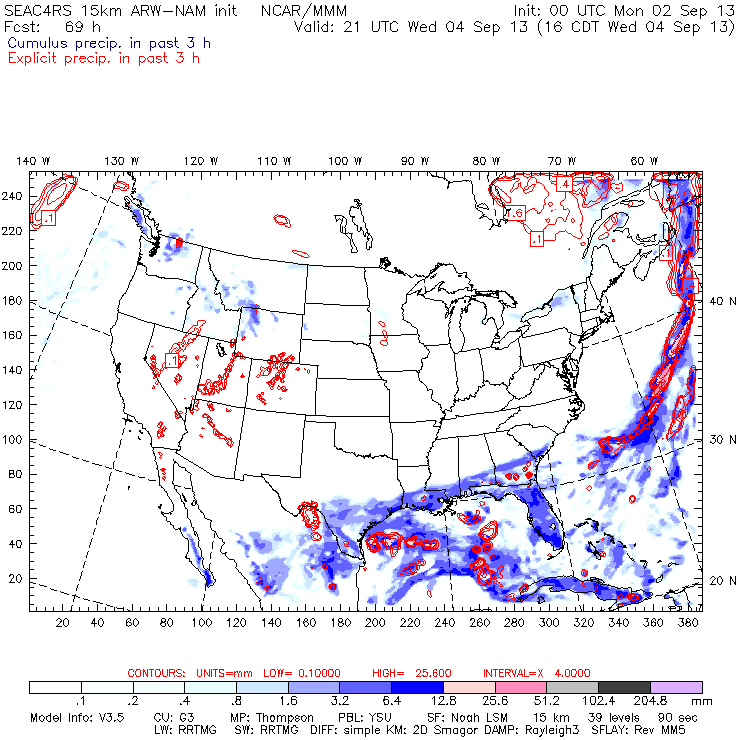 SEAC4RS 15km ARW-NAM init NCAR/MMM Init: 00 UTC Mon 02 Sep 13
Fcst: 69 h Valid: 21 UTC Wed 04 Sep 13 (16 CDT Wed 04 Sep 13)
Cumulus precip. in past 3 h
Explicit precip. in past 3 h
140 W 130 W 120 W 110 W 100 W 90 W 80 W 70 W 60 W
240
220
200
180
160
140
120
100
80
60
40
20
40 N
30 N
20 N
.1
.4
.6
.1
.1
.1
20 40 60 80 100 120 140 160 180 200 220 240 260 280 300 320 340 360 380
CONTOURS: UNITS=mm LOW= 0.10000 HIGH= 25.600 INTERVAL=X 4.0000
.1 .2 .4 .8 1.6 3.2 6.4 12.8 25.6 51.2 102.4 204.8 mm
Model Info: V3.5 CU: G3 MP: Thompson PBL: YSU SF: Noah LSM 15 km 39 levels 90 sec
LW: RRTMG SW: RRTMG DIFF: simple KM: 2D Smagor DAMP: Rayleigh3 SFLAY: Rev MM5